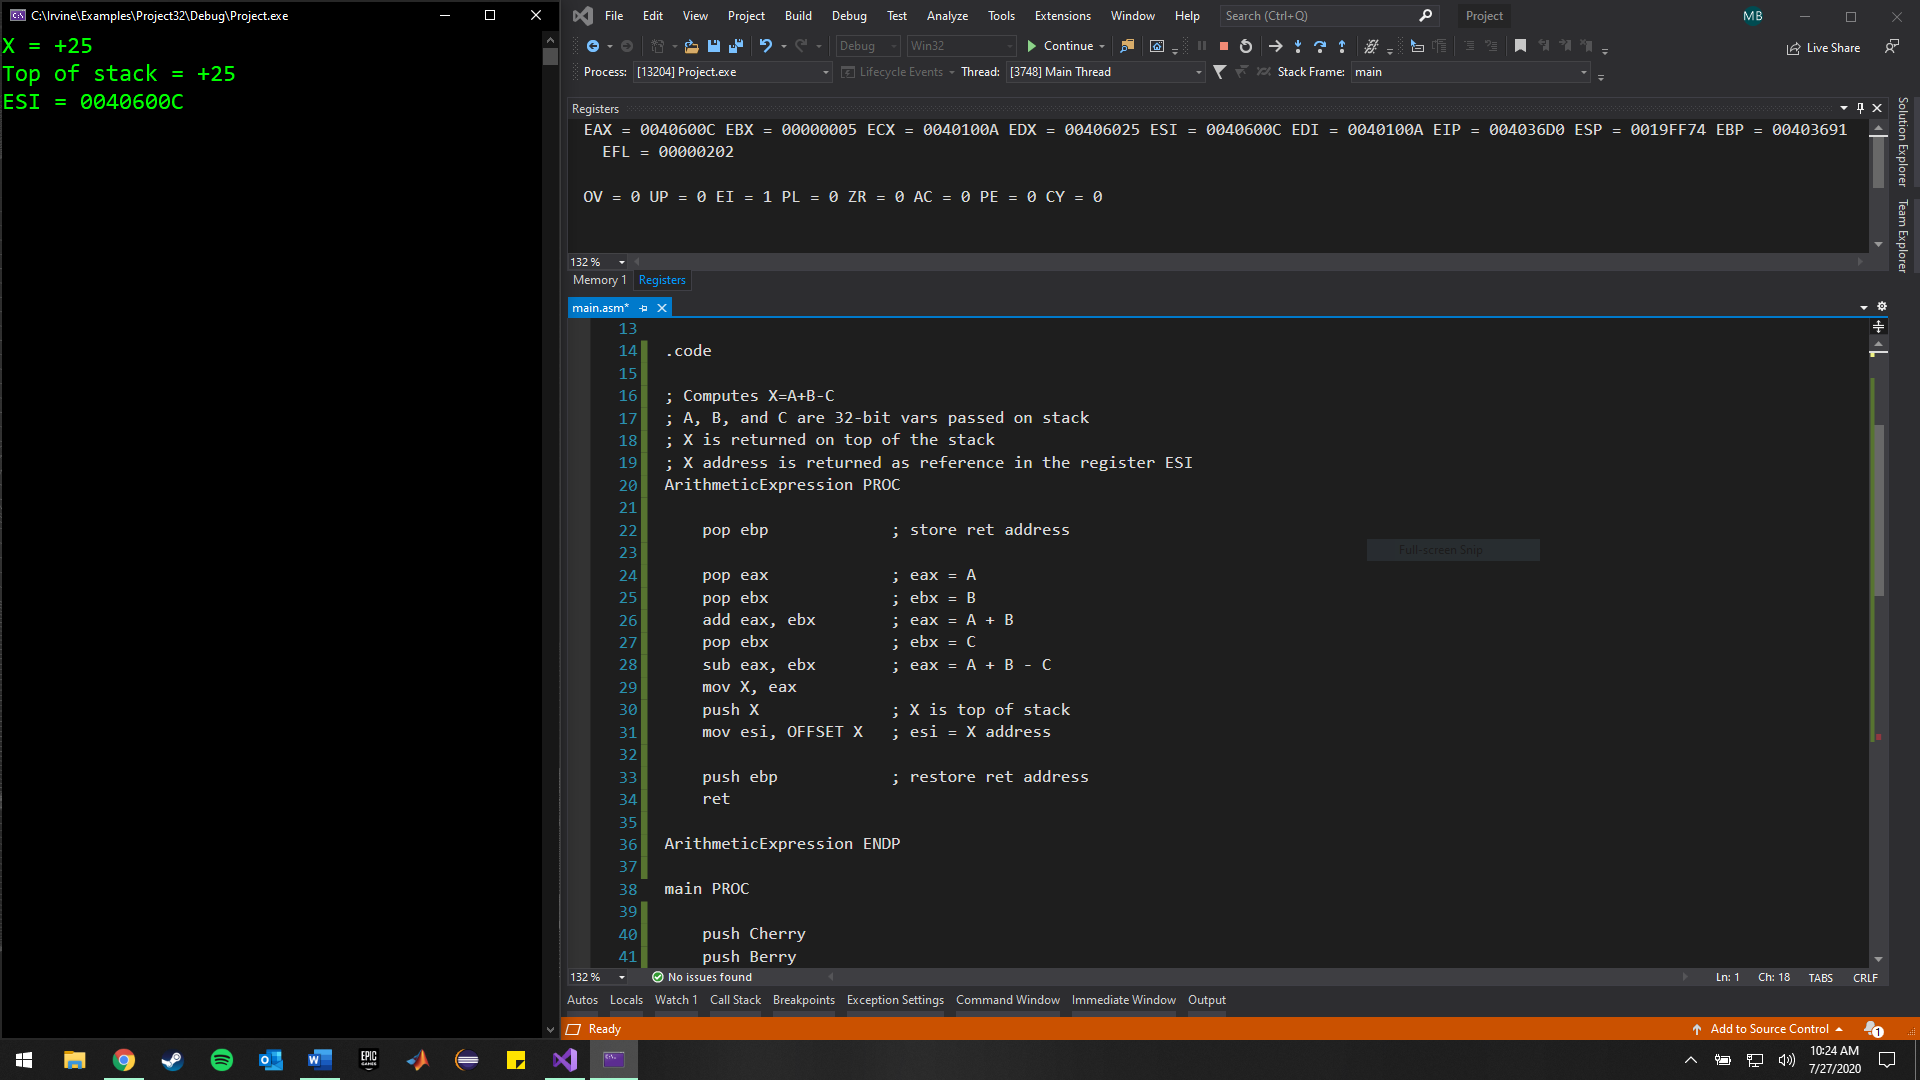 C:\Irvine\Examples\Project32\Debug\Project.exe
X = +25
Top of stack = +25
ESI = 0040600C
File Edit View Project Build Debug Test Analyze Tools Extensions Window Help Search (Ctrl+Q) Project MB
Debug Win32 Continue Live Share
Process: [13204] Project.exe Lifecycle Events Thread: [3748] Main Thread Stack Frame: main
Registers
EAX = 0040600C EBX = 00000005 ECX = 0040100A EDX = 00406025 ESI = 0040600C EDI = 0040100A EIP = 004036D0 ESP = 0019FF74 EBP = 00403691
EFL = 00000202
OV = 0 UP = 0 EI = 1 PL = 0 ZR = 0 AC = 0 PE = 0 CY = 0
132 %
Memory 1 Registers
main.asm*
13
14 .code
15
16 ; Computes X=A+B-C
17 ; A, B, and C are 32-bit vars passed on stack
18 ; X is returned on top of the stack
19 ; X address is returned as reference in the register ESI
20 ArithmeticExpression PROC
21
22 pop ebp ; store ret address
23
24 pop eax ; eax = A
25 pop ebx ; ebx = B
26 add eax, ebx ; eax = A + B
27 pop ebx ; ebx = C
28 sub eax, ebx ; eax = A + B - C
29 mov X, eax
30 push X ; X is top of stack
31 mov esi, OFFSET X ; esi = X address
32
33 push ebp ; restore ret address
34 ret
35
36 ArithmeticExpression ENDP
37
38 main PROC
39
40 push Cherry
41 push Berry
Full-screen Snip
132 % No issues found Ln: 1 Ch: 18 TABS CRLF
Autos Locals Watch 1 Call Stack Breakpoints Exception Settings Command Window Immediate Window Output
Ready Add to Source Control 1
Solution Explorer
Team Explorer
EPIC GAMES
10:24 AM
7/27/2020